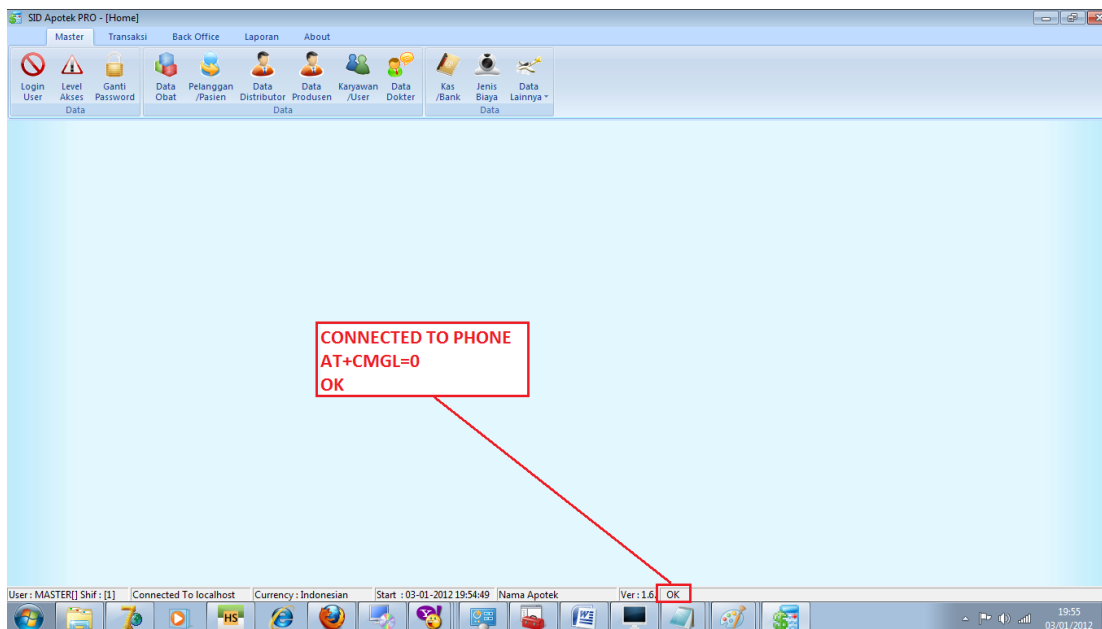 SID Apotek PRO - [Home]
Master Transaksi Back Office Laporan About
Login User
Level Akses
Ganti Password
Data Obat
Pelanggan /Pasien
Data Distributor
Data Produsen
Karyawan /User
Data Dokter
Kas /Bank
Jenis Biaya
Data Lainnya
Data Data Data
CONNECTED TO PHONE
AT+CMGL=0
OK
User : MASTER[] Shif : [1] Connected To localhost Currency : Indonesian Start : 03-01-2012 19:54:49 Nama Apotek Ver : 1.6. OK
HS
19:55
03/01/2012